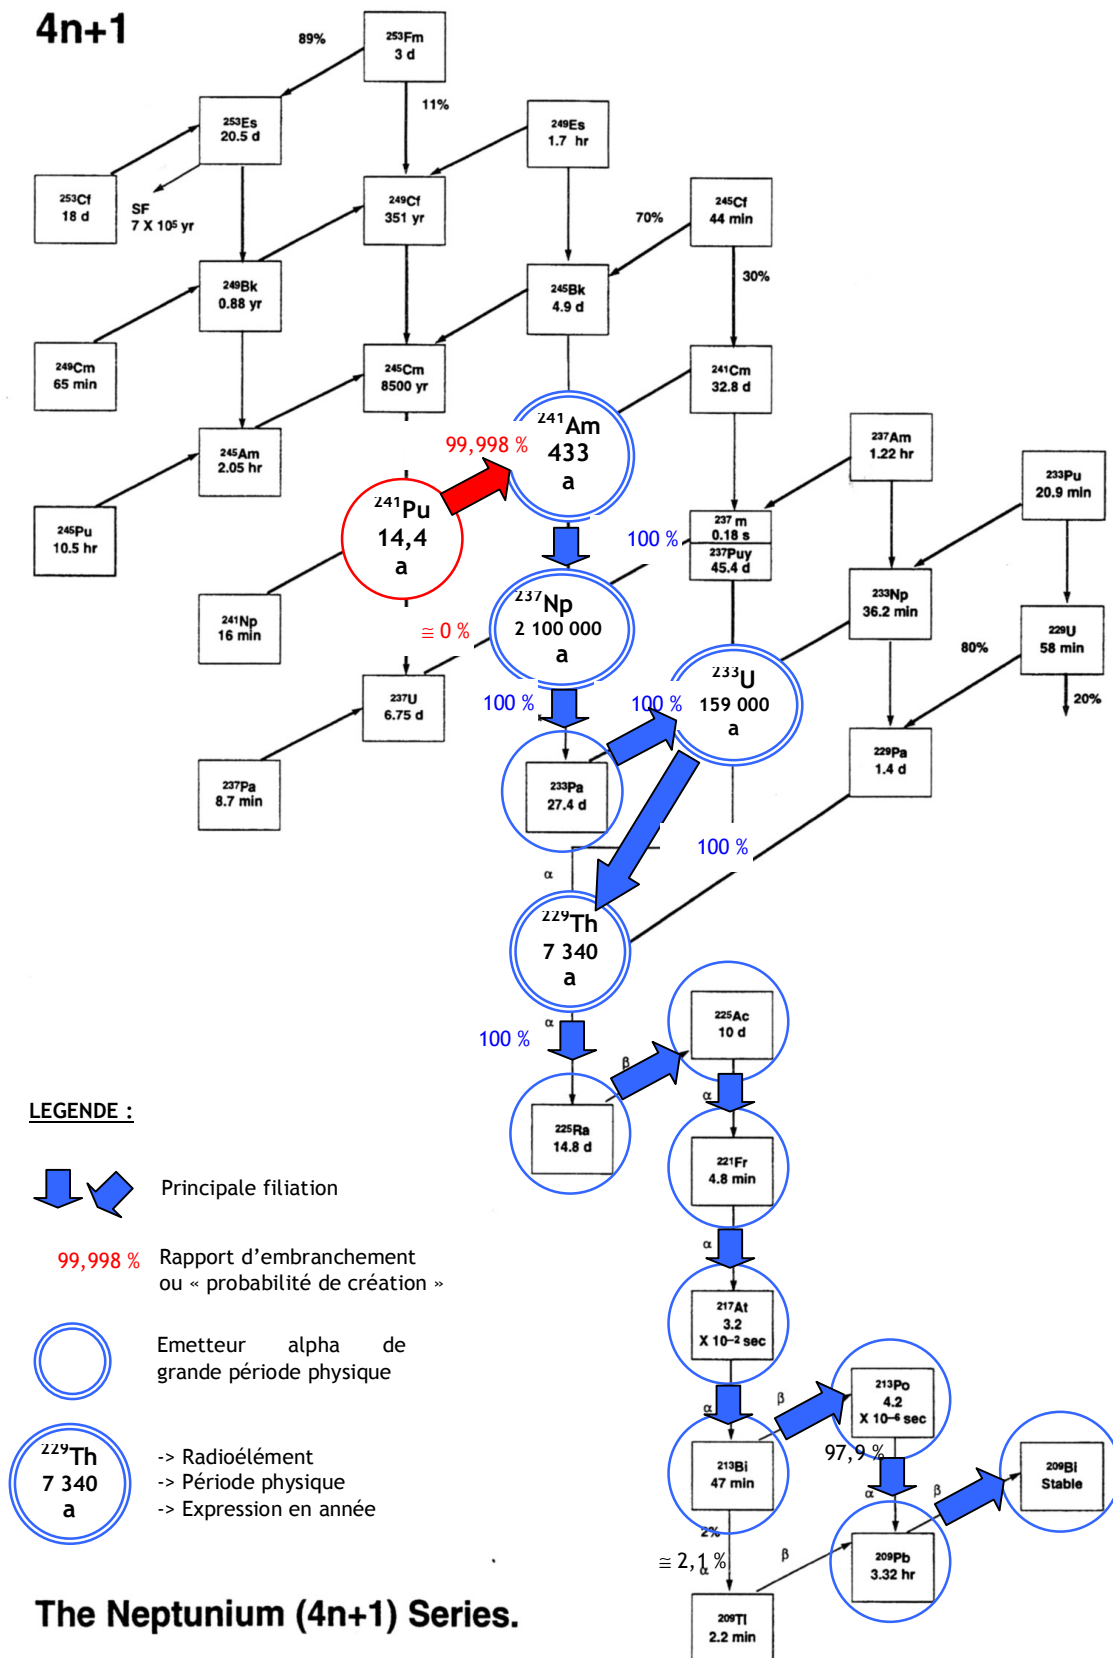 4n+1
89%
²⁵³Fm
3 d
11%
²⁵³Es
20.5 d
²⁴⁹Es
1.7 hr
²⁵³Cf
18 d
SF
7 X 10⁵ yr
²⁴⁹Cf
351 yr
²⁴⁵Cf
44 min
70%
30%
²⁴⁹Bk
0.88 yr
²⁴⁵Bk
4.9 d
²⁴⁹Cm
65 min
²⁴⁵Cm
8500 yr
²⁴¹Cm
32.8 d
²⁴¹Am
433
a
99,998 %
²⁴⁵Am
2.05 hr
²³⁷Am
1.22 hr
²³³Pu
20.9 min
²⁴¹Pu
14,4
a
²⁴⁵Pu
10.5 hr
100 %
²³⁷ m
0.18 s
²³⁷Puy
45.4 d
²³⁷Np
2 100 000
a
²³³Np
36.2 min
²⁴¹Np
16 min
≅ 0 %
²²⁹U
58 min
80%
20%
²³⁷U
6.75 d
100 %
α
100 %
²³³U
159 000
a
²²⁹Pa
1.4 d
²³⁷Pa
8.7 min
²³³Pa
27.4 d
100 %
α
²²⁹Th
7 340
a
100 %
α
β
²²⁵Ac
10 d
α
²²⁵Ra
14.8 d
²²¹Fr
4.8 min
α
²¹⁷At
3.2
X 10⁻² sec
α
β
²¹³Po
4.2
X 10⁻⁶ sec
97,9 %
²¹³Bi
47 min
α
β
²⁰⁹Bi
Stable
2%
≅ 2,1 %
α
β
²⁰⁹Pb
3.32 hr
²⁰⁹Tl
2.2 min
LEGENDE :
Principale filiation
99,998 %
Rapport d’embranchement
ou « probabilité de création »
Emetteur alpha de
grande période physique
²²⁹Th
7 340
a
-> Radioélément
-> Période physique
-> Expression en année
The Neptunium (4n+1) Series.